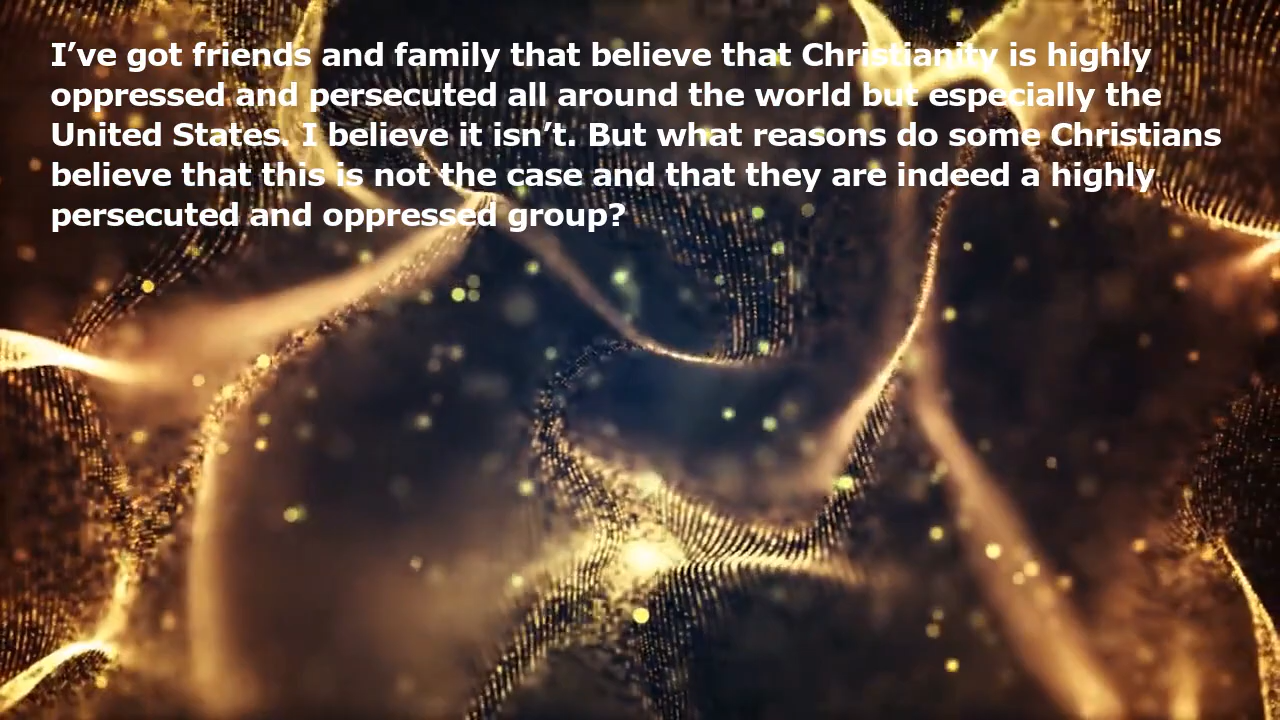 I’ve got friends and family that believe that Christianity is highly
oppressed and persecuted all around the world but especially the
United States. I believe it isn’t. But what reasons do some Christians
believe that this is not the case and that they are indeed a highly
persecuted and oppressed group?